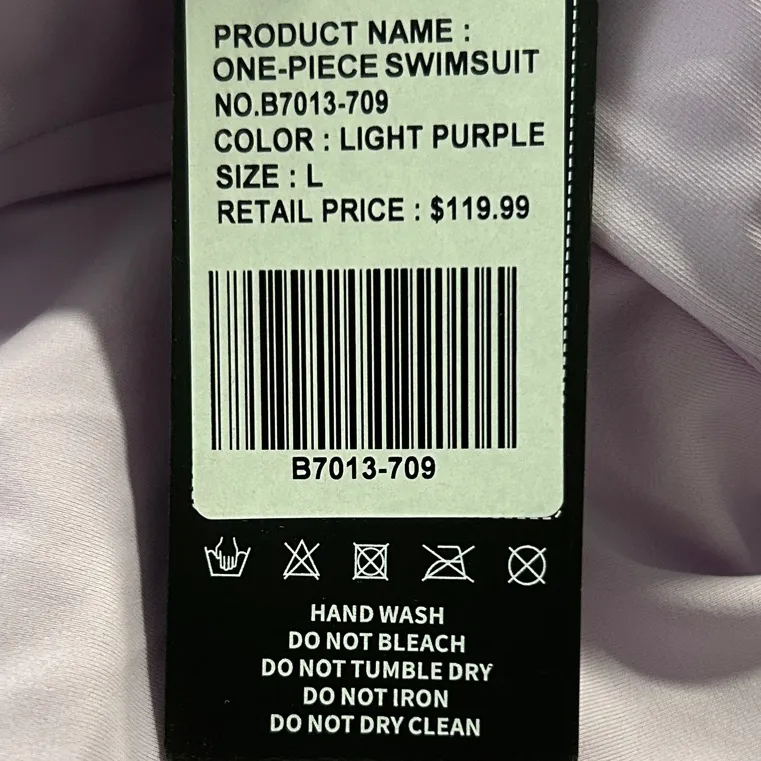 PRODUCT NAME :
ONE-PIECE SWIMSUIT
NO.B7013-709
COLOR : LIGHT PURPLE
SIZE : L
RETAIL PRICE : $119.99
B7013-709
HAND WASH
DO NOT BLEACH
DO NOT TUMBLE DRY
DO NOT IRON
DO NOT DRY CLEAN